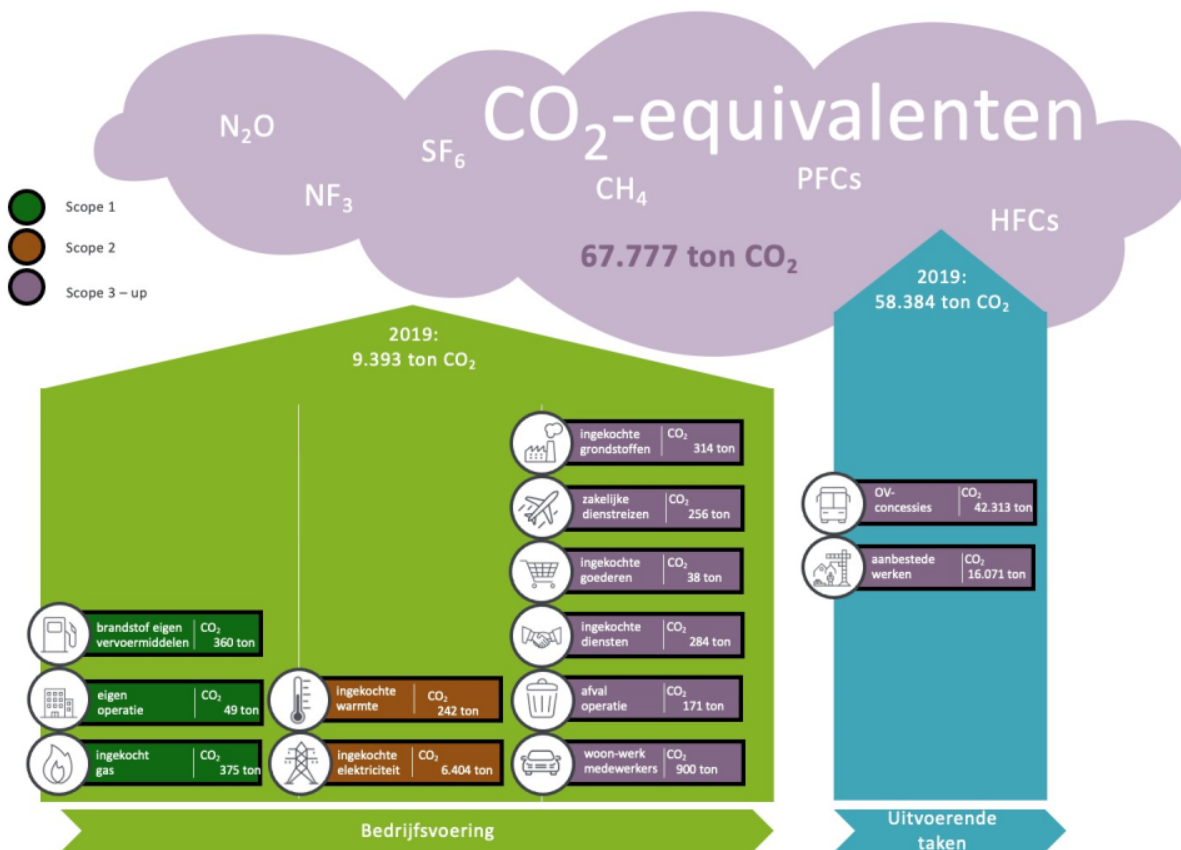 CO₂-equivalenten
N₂O
SF₆
NF₃
CH₄
PFCs
HFCs
67.777 ton CO₂
Scope 1
Scope 2
Scope 3 – up
2019:
9.393 ton CO₂
2019:
58.384 ton CO₂
brandstof eigen
vervoermiddelen
CO₂
360 ton
eigen
operatie
CO₂
49 ton
ingekocht
gas
CO₂
375 ton
ingekochte
warmte
CO₂
242 ton
ingekochte
elektriciteit
CO₂
6.404 ton
ingekochte
grondstoffen
CO₂
314 ton
zakelijke
dienstreizen
CO₂
256 ton
ingekochte
goederen
CO₂
38 ton
ingekochte
diensten
CO₂
284 ton
afval
operatie
CO₂
171 ton
woon-werk
medewerkers
CO₂
900 ton
OV-
concessies
CO₂
42.313 ton
aanbestede
werken
CO₂
16.071 ton
Bedrijfsvoering
Uitvoerende
taken